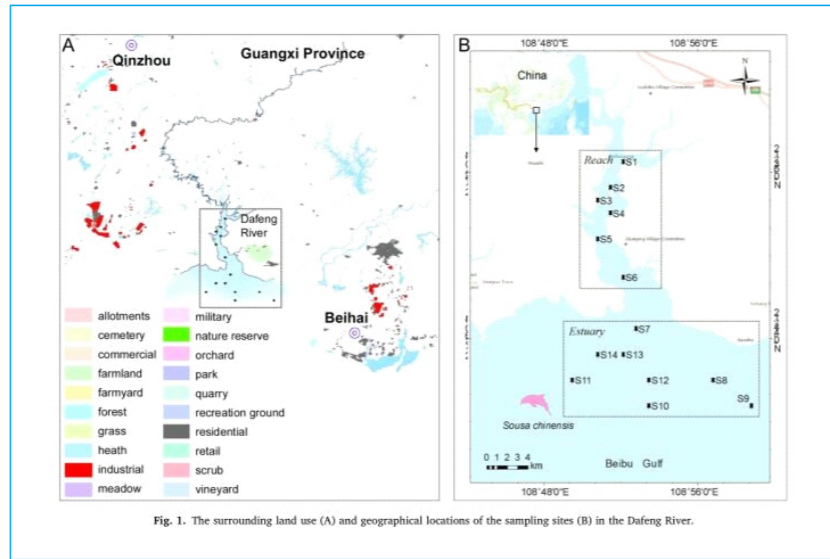 A
Qinzhou
Guangxi Province
Dafeng
River
Beihai
allotments
cemetery
commercial
farmland
farmyard
forest
grass
heath
industrial
meadow
military
nature reserve
orchard
park
quarry
recreation ground
residential
retail
scrub
vineyard
B
108°48'0"E 108°56'0"E
China
Reach
S1
S2
S3
S4
S5
S6
Estuary
S7
S14 S13
S11 S12 S8
S9
S10
Sousa chinensis
0 1 2 3 4
km
Beibu Gulf
108°48'0"E 108°56'0"E
Fig. 1. The surrounding land use (A) and geographical locations of the sampling sites (B) in the Dafeng River.